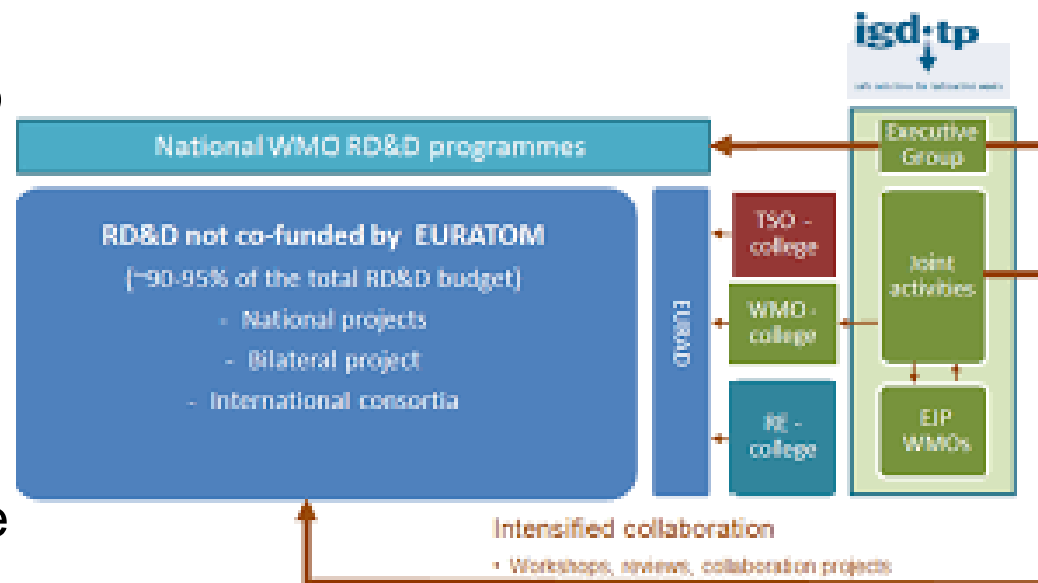 igd·tp
National WMO RD&D programmes
Executive
Group
RD&D not co-funded by EURATOM
(~90-95% of the total RD&D budget)
- National projects
- Bilateral project
- International consortia
EURAD
TSO -
college
WMO -
college
RE -
college
Joint
activities
EJP
WMOs
e
Intensified collaboration
• Workshops, reviews, collaboration projects